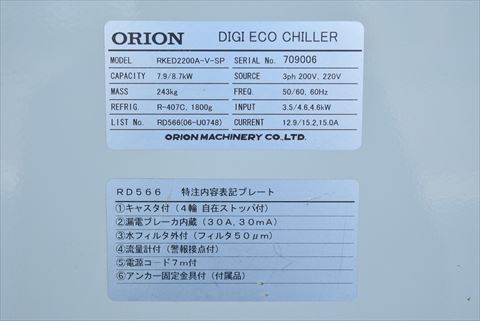 ORION DIGI ECO CHILLER
MODEL RKED2200A-V-SP SERIAL No. 709006
CAPACITY 7.9/8.7kW SOURCE 3ph 200V, 220V
MASS 243kg FREQ. 50/60, 60Hz
REFRIG. R-407C, 1800g INPUT 3.5/4.6,4.6kW
LIST No. RD566(06-U0748) CURRENT 12.9/15.2,15.0A
ORION MACHINERY CO.,LTD.
RD566 特注内容表記プレート
①キャスタ付(4輪 自在ストッパ付)
②漏電ブレーカ内蔵(30A,30mA)
③水フィルタ外付(フィルタ50μm)
④流量計付(警報接点付)
⑤電源コード7m付
⑥アンカー固定金具付(付属品)